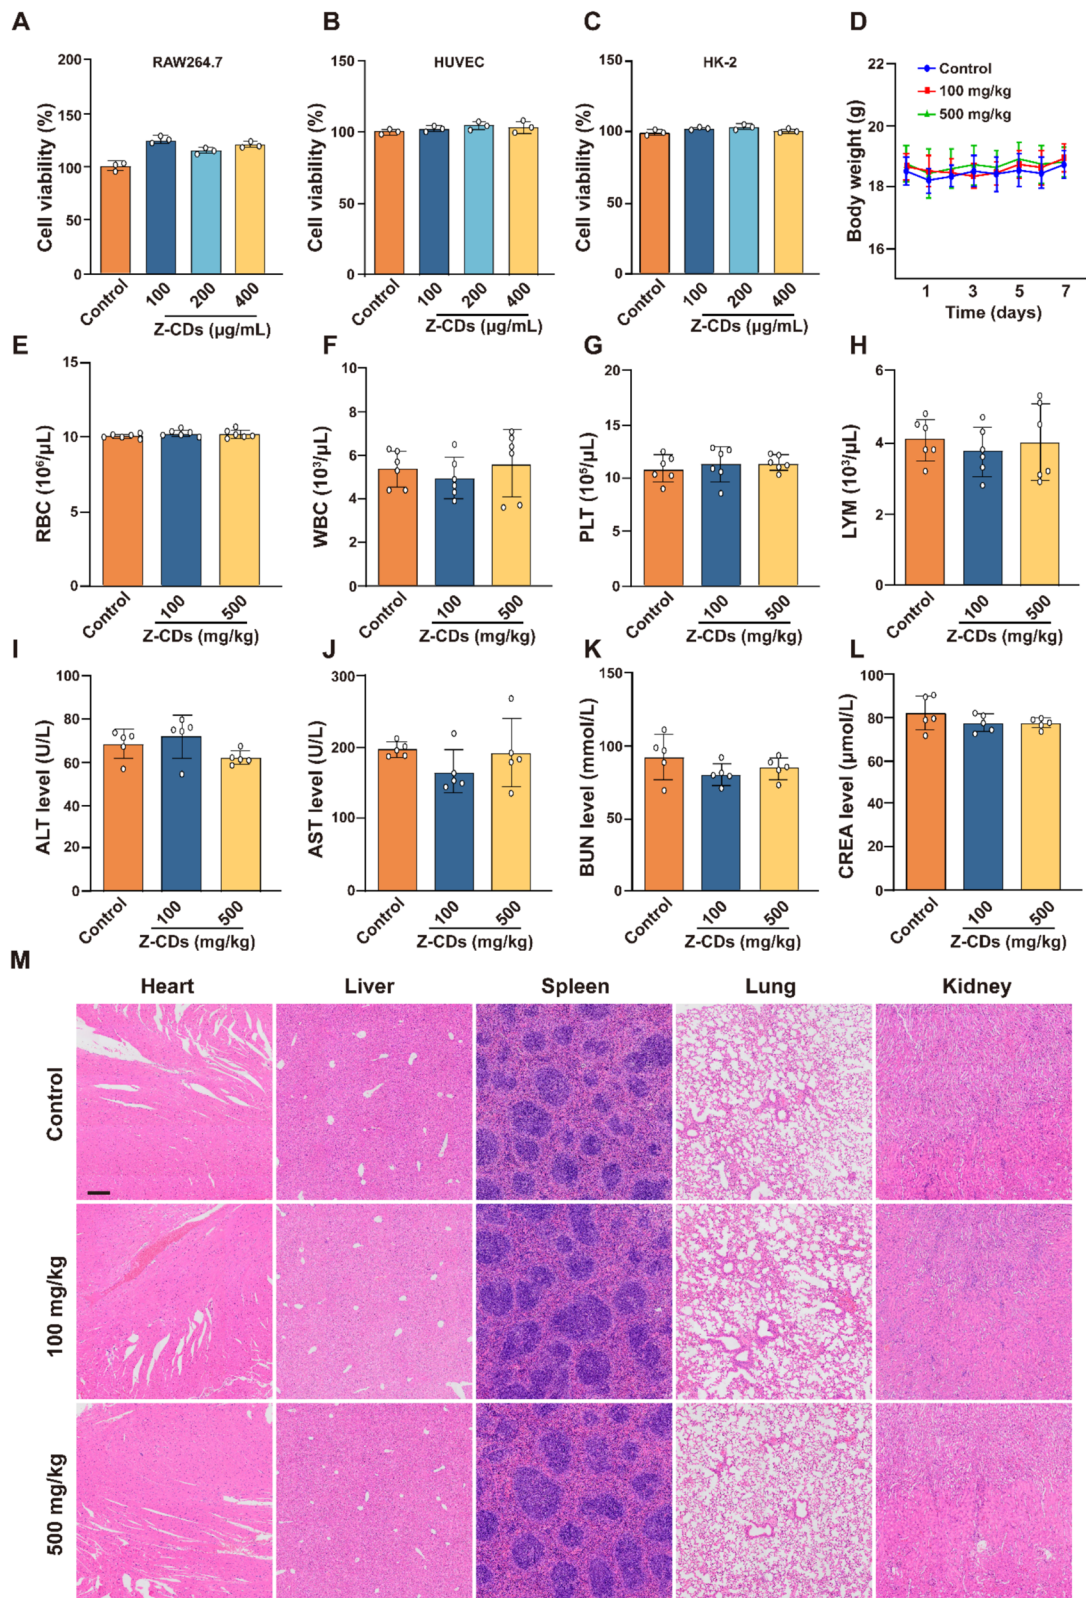 A
RAW264.7
Cell viability (%)
200
150
100
50
0
Control
100
200
400
Z-CDs (μg/mL)
B
HUVEC
Cell viability (%)
150
100
50
0
Control
100
200
400
Z-CDs (μg/mL)
C
HK-2
Cell viability (%)
150
100
50
0
Control
100
200
400
Z-CDs (μg/mL)
D
Control
100 mg/kg
500 mg/kg
Body weight (g)
22
20
18
16
1
3
5
7
Time (days)
E
RBC (10⁶/μL)
15
10
5
0
Control
100
500
Z-CDs (mg/kg)
F
WBC (10³/μL)
10
8
6
4
2
0
Control
100
500
Z-CDs (mg/kg)
G
PLT (10⁵/μL)
20
15
10
5
0
Control
100
500
Z-CDs (mg/kg)
H
LYM (10³/μL)
6
4
2
0
Control
100
500
Z-CDs (mg/kg)
I
ALT level (U/L)
100
80
60
40
20
0
Control
100
500
Z-CDs (mg/kg)
J
AST level (U/L)
300
200
100
0
Control
100
500
Z-CDs (mg/kg)
K
BUN level (mmol/L)
150
100
50
0
Control
100
500
Z-CDs (mg/kg)
L
CREA level (μmol/L)
100
80
60
40
20
0
Control
100
500
Z-CDs (mg/kg)
M
Heart
Liver
Spleen
Lung
Kidney
Control
100 mg/kg
500 mg/kg